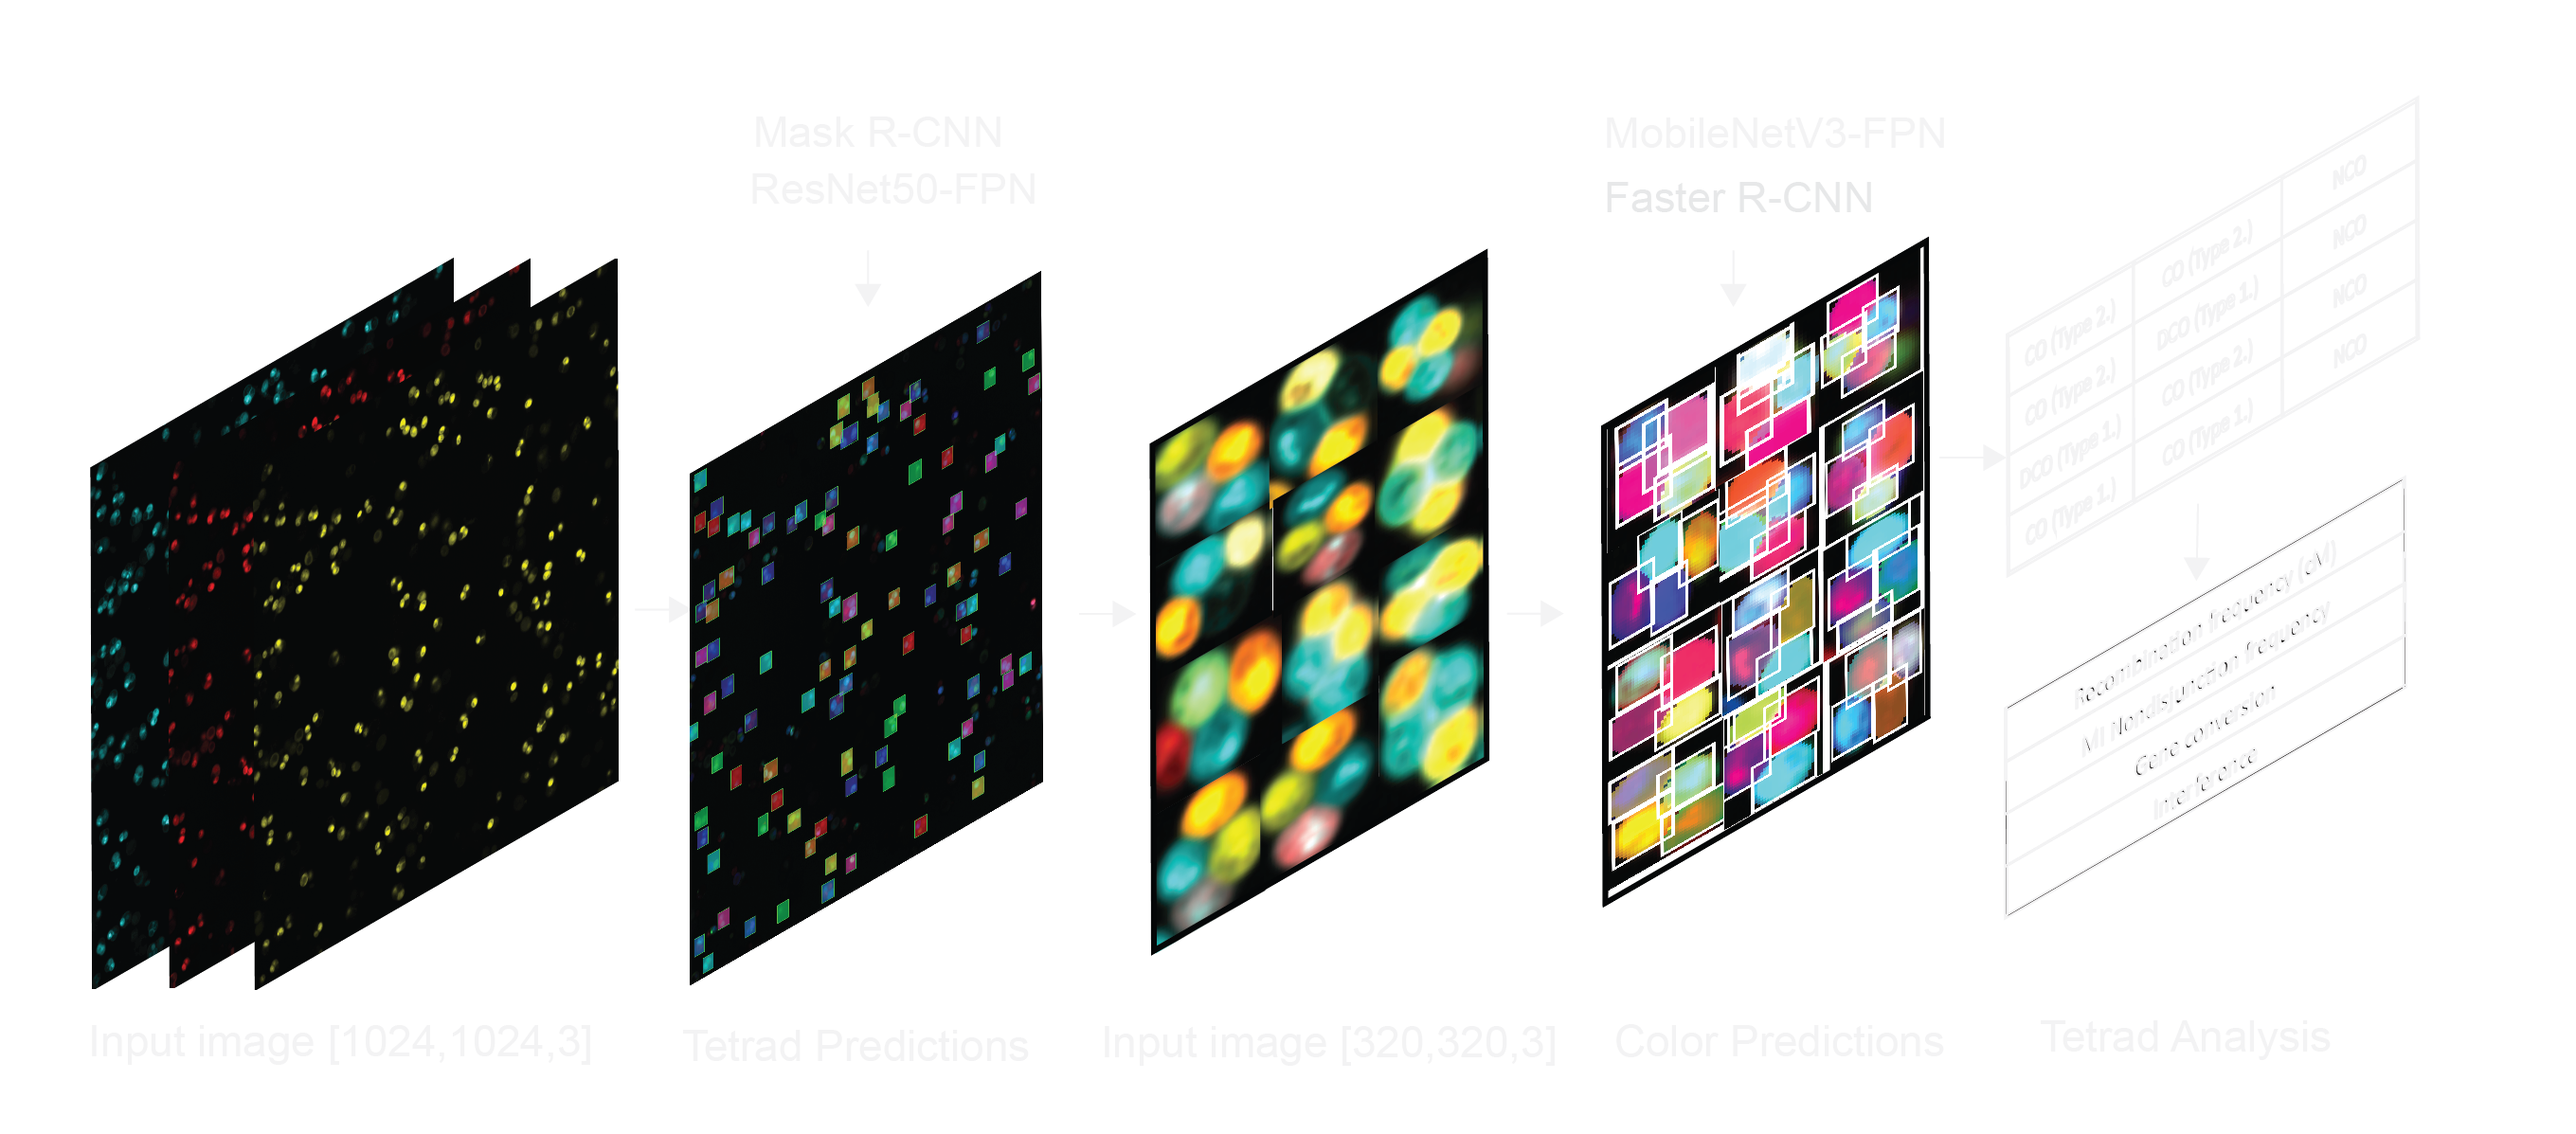 Mask R-CNN
ResNet50-FPN
MobileNetV3-FPN
Faster R-CNN
CO (Type 2.)
CO (Type 2.)
NCO
CO (Type 2.)
DCO (Type 1.)
NCO
DCO (Type 1.)
CO (Type 2.)
NCO
CO (Type 1.)
CO (Type 1.)
NCO
Recombination frequency (cM)
MI Nondisjunction frequency
Gene conversion
Interference
Input image [1024,1024,3]
Tetrad Predictions
Input image [320,320,3]
Color Predictions
Tetrad Analysis